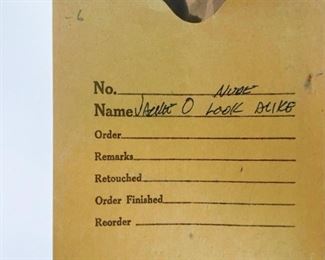 -6
No. NUDE
Name JACKIE O LOOK ALIKE
Order
Remarks
Retouched
Order Finished
Reorder